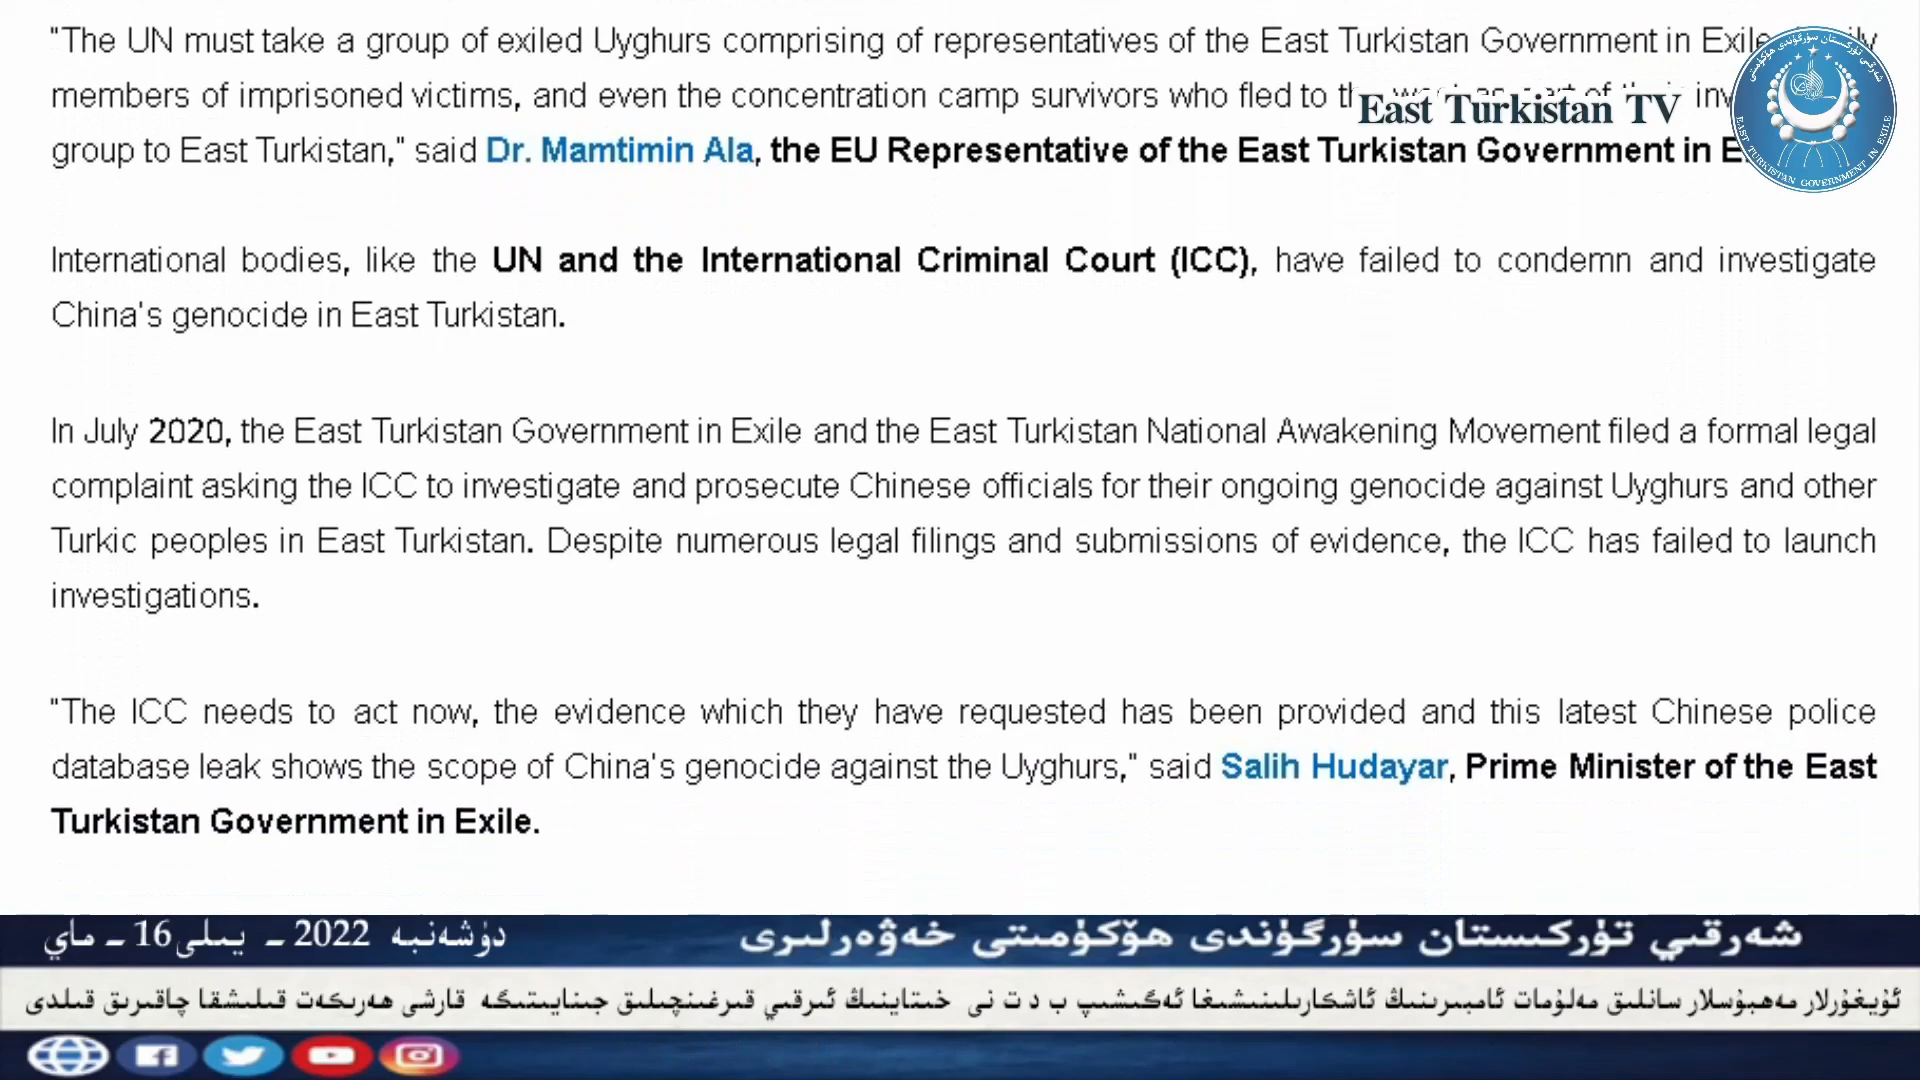 "The UN must take a group of exiled Uyghurs comprising of representatives of the East Turkistan Government in Exile
members of imprisoned victims, and even the concentration camp survivors who fled to
East Turkistan TV
group to East Turkistan," said Dr. Mamtimin Ala, the EU Representative of the East Turkistan Government in
EAST TURKISTAN GOVERNMENT IN EXILE
International bodies, like the UN and the International Criminal Court (ICC), have failed to condemn and investigate
China's genocide in East Turkistan.
In July 2020, the East Turkistan Government in Exile and the East Turkistan National Awakening Movement filed a formal legal
complaint asking the ICC to investigate and prosecute Chinese officials for their ongoing genocide against Uyghurs and other
Turkic peoples in East Turkistan. Despite numerous legal filings and submissions of evidence, the ICC has failed to launch
investigations.
"The ICC needs to act now, the evidence which they have requested has been provided and this latest Chinese police
database leak shows the scope of China's genocide against the Uyghurs," said Salih Hudayar, Prime Minister of the East
Turkistan Government in Exile.
شەرقىي تۈركىستان سۈرگۈندى ھۆكۈمىتى خەۋەرلىرى
دۈشەنبە 2022 ـ يىلى 16 ـ ماي
ئۇيغۇرلار مەھبۇسلار سانلىق مەلۇمات ئامبىرىنىڭ ئاشكارىلىنىشىغا ئەگىشىپ ب د ت نى خىتاينىڭ ئىرقىي قىرغىنچىلىق جىنايىتىگە قارشى ھەرىكەت قىلىشقا چاقىرىق قىلدى